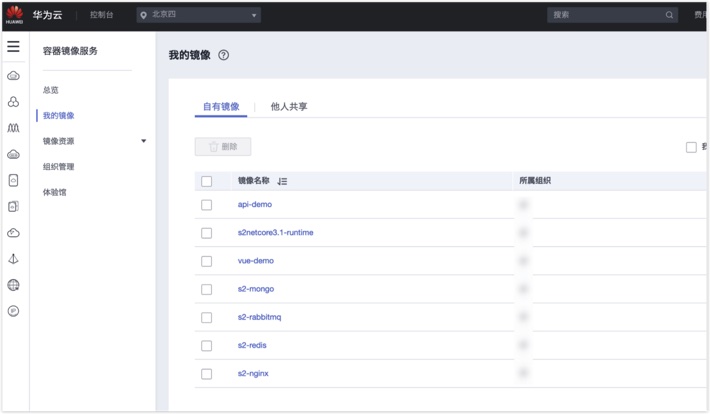 HUAWEI
华为云
控制台
北京四
搜索
容器镜像服务
总览
我的镜像
镜像资源
组织管理
体验馆
我的镜像
自有镜像
他人共享
删除
镜像名称
所属组织
api-demo
s2netcore3.1-runtime
vue-demo
s2-mongo
s2-rabbitmq
s2-redis
s2-nginx